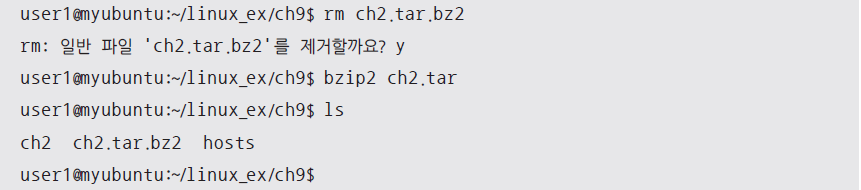 user1@myubuntu:~/linux_ex/ch9$ rm ch2.tar.bz2
rm: 일반 파일 'ch2.tar.bz2'를 제거할까요? y
user1@myubuntu:~/linux_ex/ch9$ bzip2 ch2.tar
user1@myubuntu:~/linux_ex/ch9$ ls
ch2  ch2.tar.bz2  hosts
user1@myubuntu:~/linux_ex/ch9$